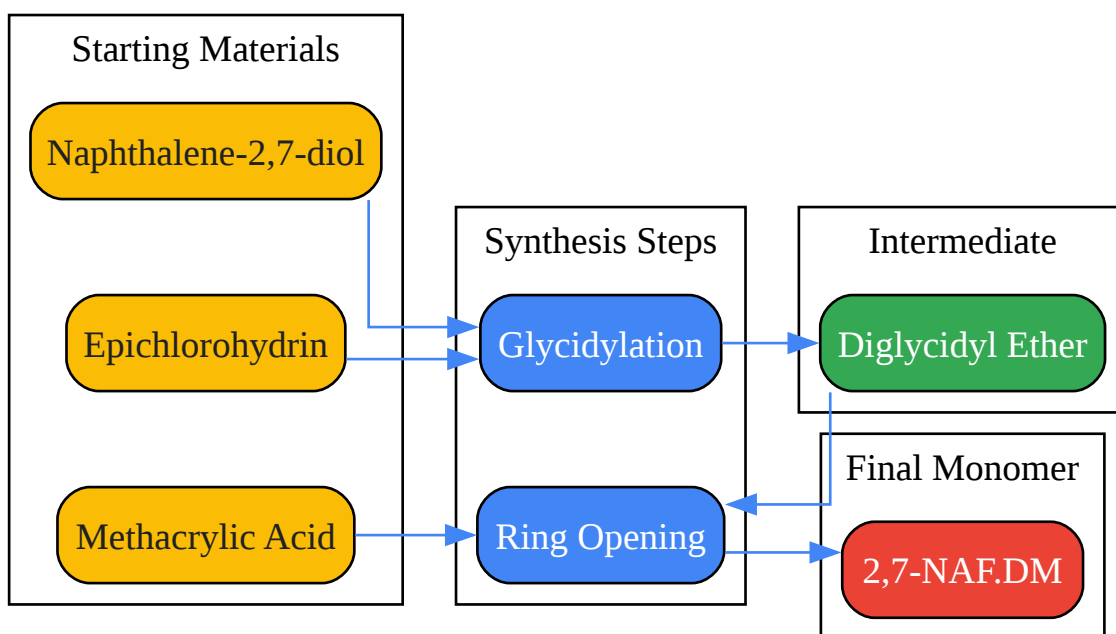 Starting Materials
Naphthalene-2,7-diol
Epichlorohydrin
Methacrylic Acid
Synthesis Steps
Glycidylation
Ring Opening
Intermediate
Diglycidyl Ether
Final Monomer
2,7-NAF.DM